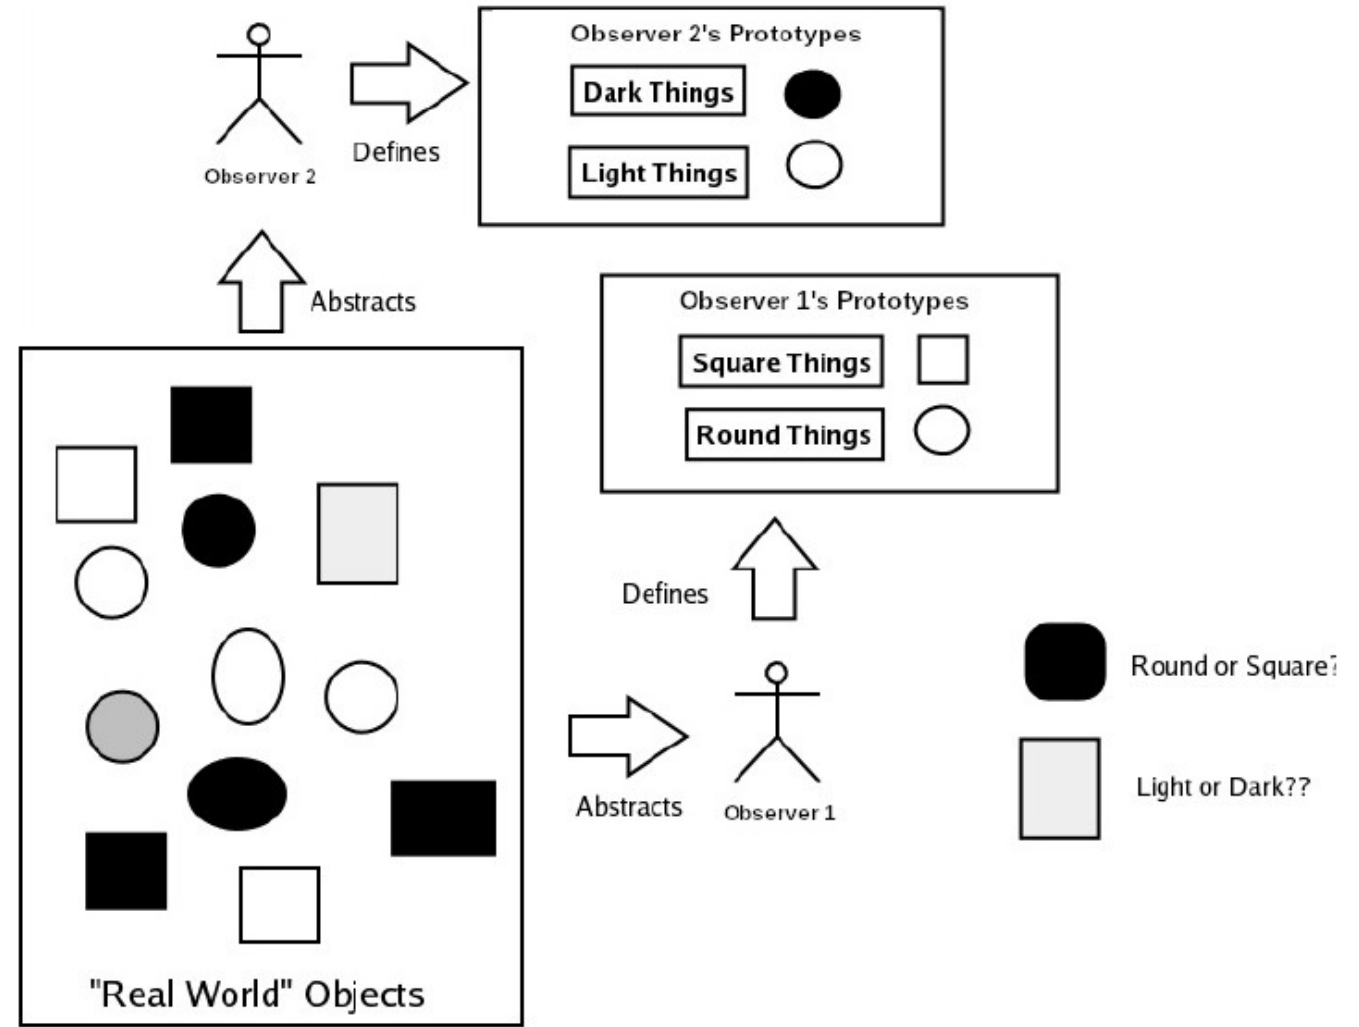 Observer 2's Prototypes
Dark Things
Light Things
Defines
Observer 2
Abstracts
Observer 1's Prototypes
Square Things
Round Things
Defines
Round or Square?
Light or Dark??
Abstracts
Observer 1
"Real World" Objects